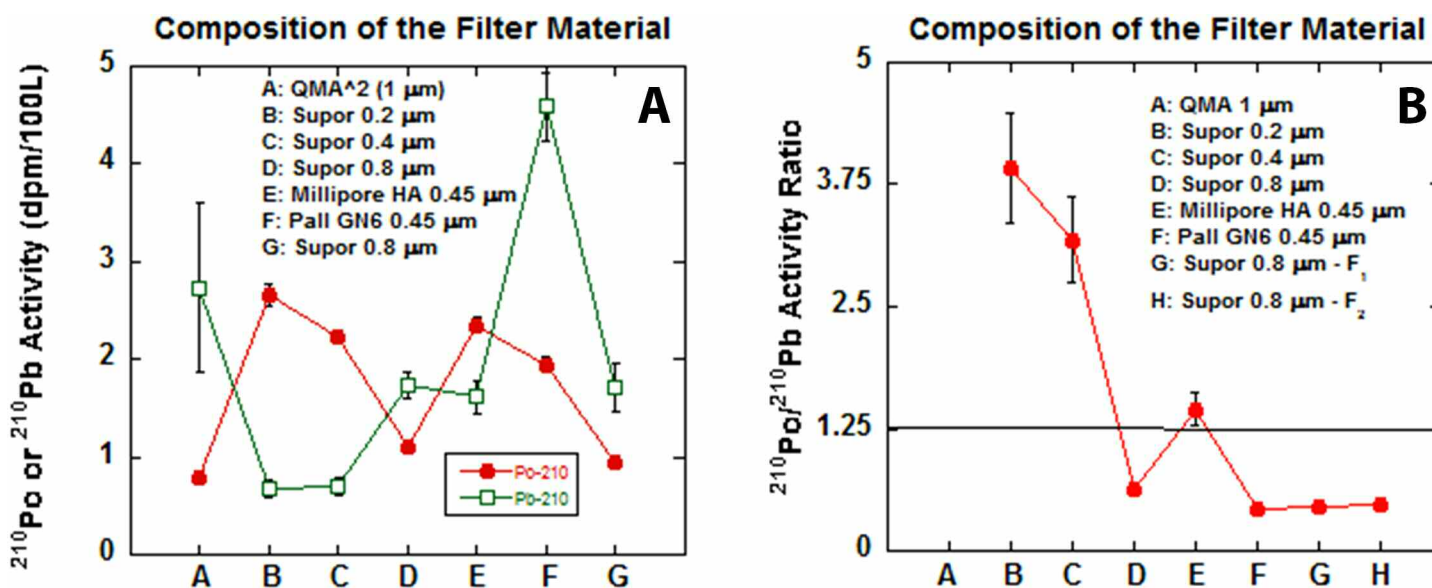 Composition of the Filter Material
A
²¹⁰Po or ²¹⁰Pb Activity (dpm/100L)
5
4
3
2
1
0
A: QMA^2 (1 μm)
B: Supor 0.2 μm
C: Supor 0.4 μm
D: Supor 0.8 μm
E: Millipore HA 0.45 μm
F: Pall GN6 0.45 μm
G: Supor 0.8 μm
Po-210
Pb-210
A B C D E F G
Composition of the Filter Material
B
²¹⁰Po/²¹⁰Pb Activity Ratio
5
3.75
2.5
1.25
0
A: QMA 1 μm
B: Supor 0.2 μm
C: Supor 0.4 μm
D: Supor 0.8 μm
E: Millipore HA 0.45 μm
F: Pall GN6 0.45 μm
G: Supor 0.8 μm - F₁
H: Supor 0.8 μm - F₂
A B C D E F G H